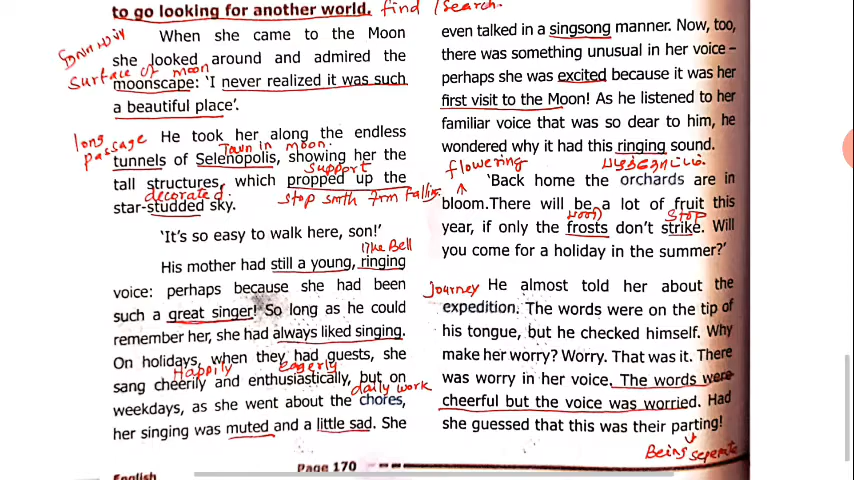 to go looking for another world. find / search.
When she came to the Moon
she looked around and admired the
surface of moon
moonscape: 'I never realized it was such
a beautiful place'.
long passage
He took her along the endless
Town in moon.
tunnels of Selenopolis, showing her the
support
tall structures, which propped up the
decorated
star-studded sky.
stop smth frm falling.
'It's so easy to walk here, son!'
like Bell
His mother had still a young, ringing
voice: perhaps because she had been
such a great singer! So long as he could
remember her, she had always liked singing.
On holidays, when they had guests, she
Happily eagerly
sang cheerily and enthusiastically, but on
daily work
weekdays, as she went about the chores,
her singing was muted and a little sad. She
even talked in a singsong manner. Now, too,
there was something unusual in her voice –
perhaps she was excited because it was her
first visit to the Moon! As he listened to her
familiar voice that was so dear to him, he
wondered why it had this ringing sound.
flowering
'Back home the orchards are in
bloom.There will be a lot of fruit this
stop
year, if only the frosts don't strike. Will
you come for a holiday in the summer?'
Journey
He almost told her about the
expedition. The words were on the tip of
his tongue, but he checked himself. Why
make her worry? Worry. That was it. There
was worry in her voice. The words were
cheerful but the voice was worried. Had
she guessed that this was their parting!
Being seperate
English
Page 170